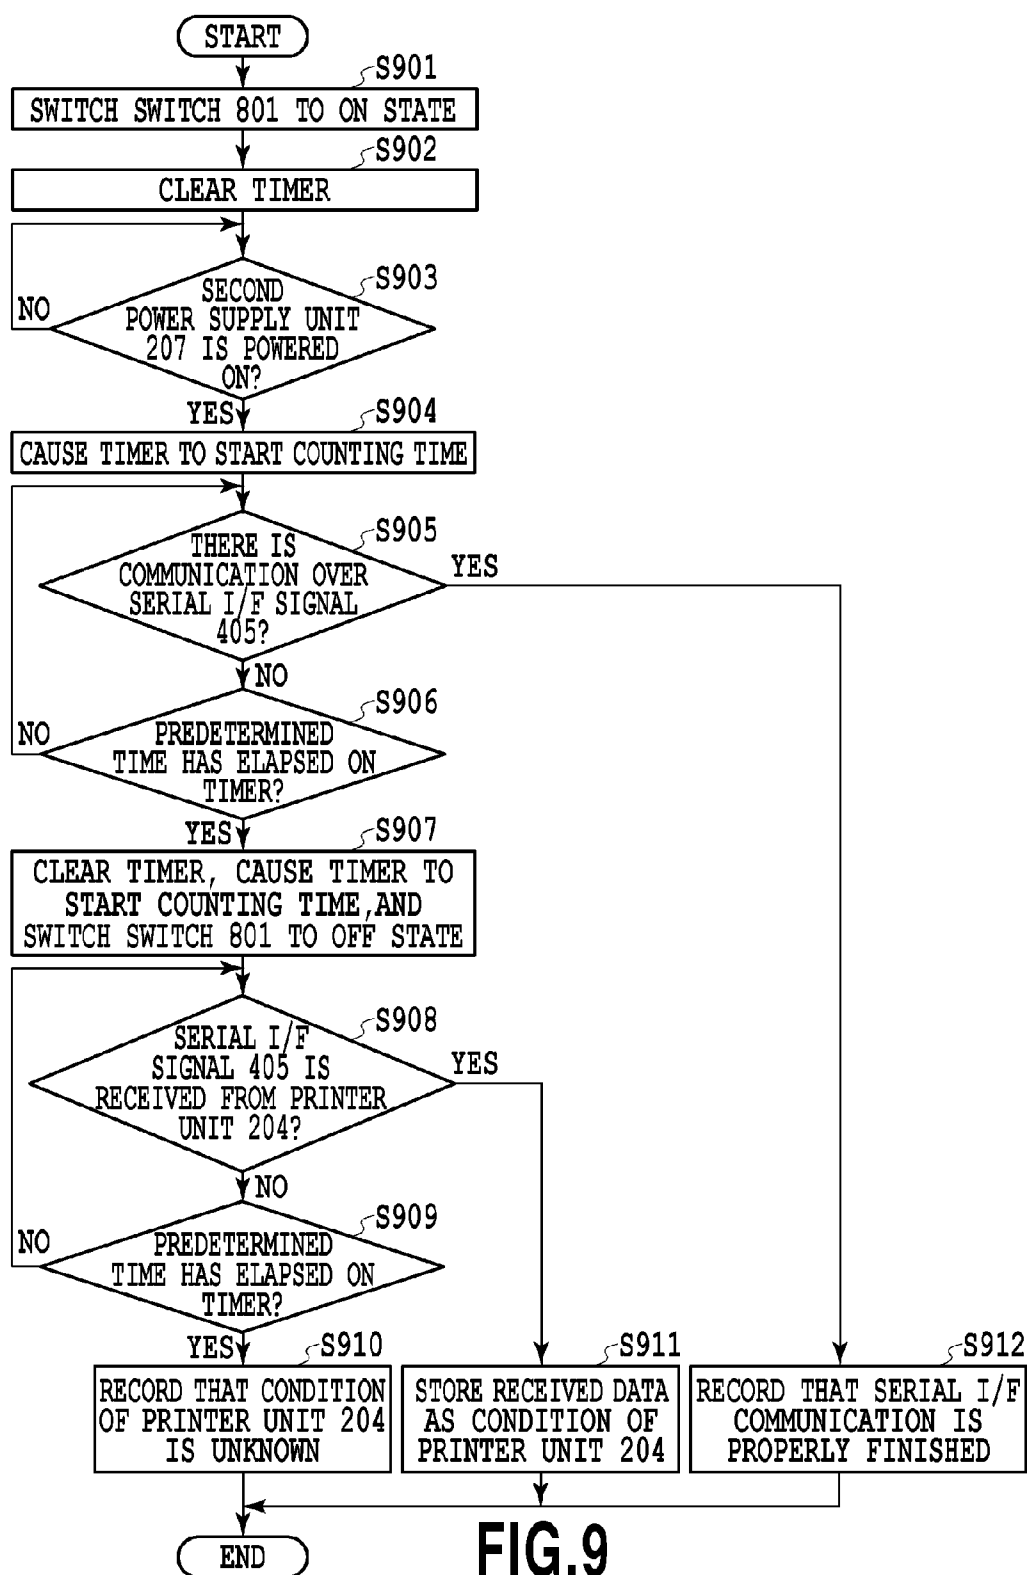 START
S901
SWITCH SWITCH 801 TO ON STATE
S902
CLEAR TIMER
S903
SECOND
POWER SUPPLY UNIT
207 IS POWERED
ON?
NO
YES
S904
CAUSE TIMER TO START COUNTING TIME
S905
THERE IS
COMMUNICATION OVER
SERIAL I/F SIGNAL
405?
YES
NO
S906
PREDETERMINED
TIME HAS ELAPSED ON
TIMER?
NO
YES
S907
CLEAR TIMER, CAUSE TIMER TO
START COUNTING TIME,AND
SWITCH SWITCH 801 TO OFF STATE
S908
SERIAL I/F
SIGNAL 405 IS
RECEIVED FROM PRINTER
UNIT 204?
YES
NO
S909
PREDETERMINED
TIME HAS ELAPSED ON
TIMER?
NO
YES
S910
RECORD THAT CONDITION
OF PRINTER UNIT 204
IS UNKNOWN
S911
STORE RECEIVED DATA
AS CONDITION OF
PRINTER UNIT 204
S912
RECORD THAT SERIAL I/F
COMMUNICATION IS
PROPERLY FINISHED
END
FIG.9